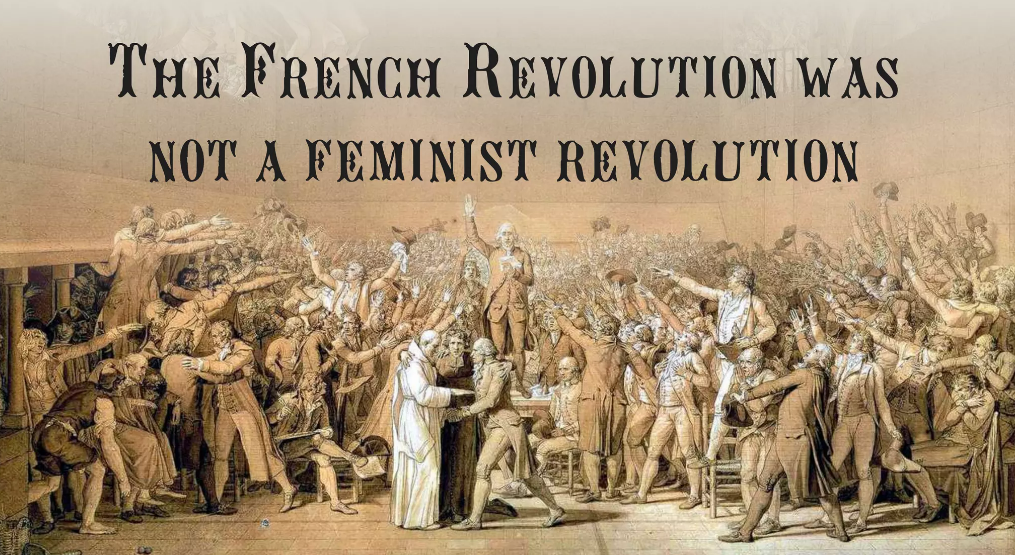 The French Revolution was
not a feminist revolution